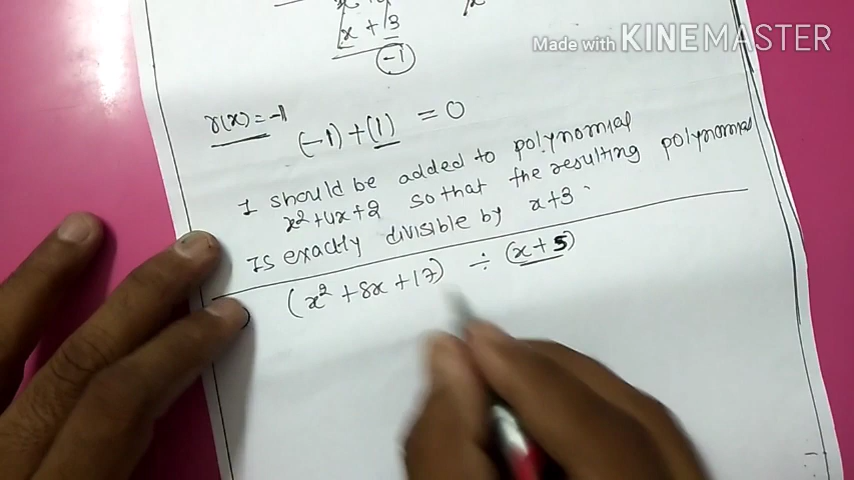 x + 3
-1
Made with KINEMASTER
r(x) = -1
(-1) + (1) = 0
1 should be added to polynomial
x² + 4x + 2 so that the resulting polynomial
Is exactly divisible by x+3.
(x² + 8x + 17) ÷ (x + 5)